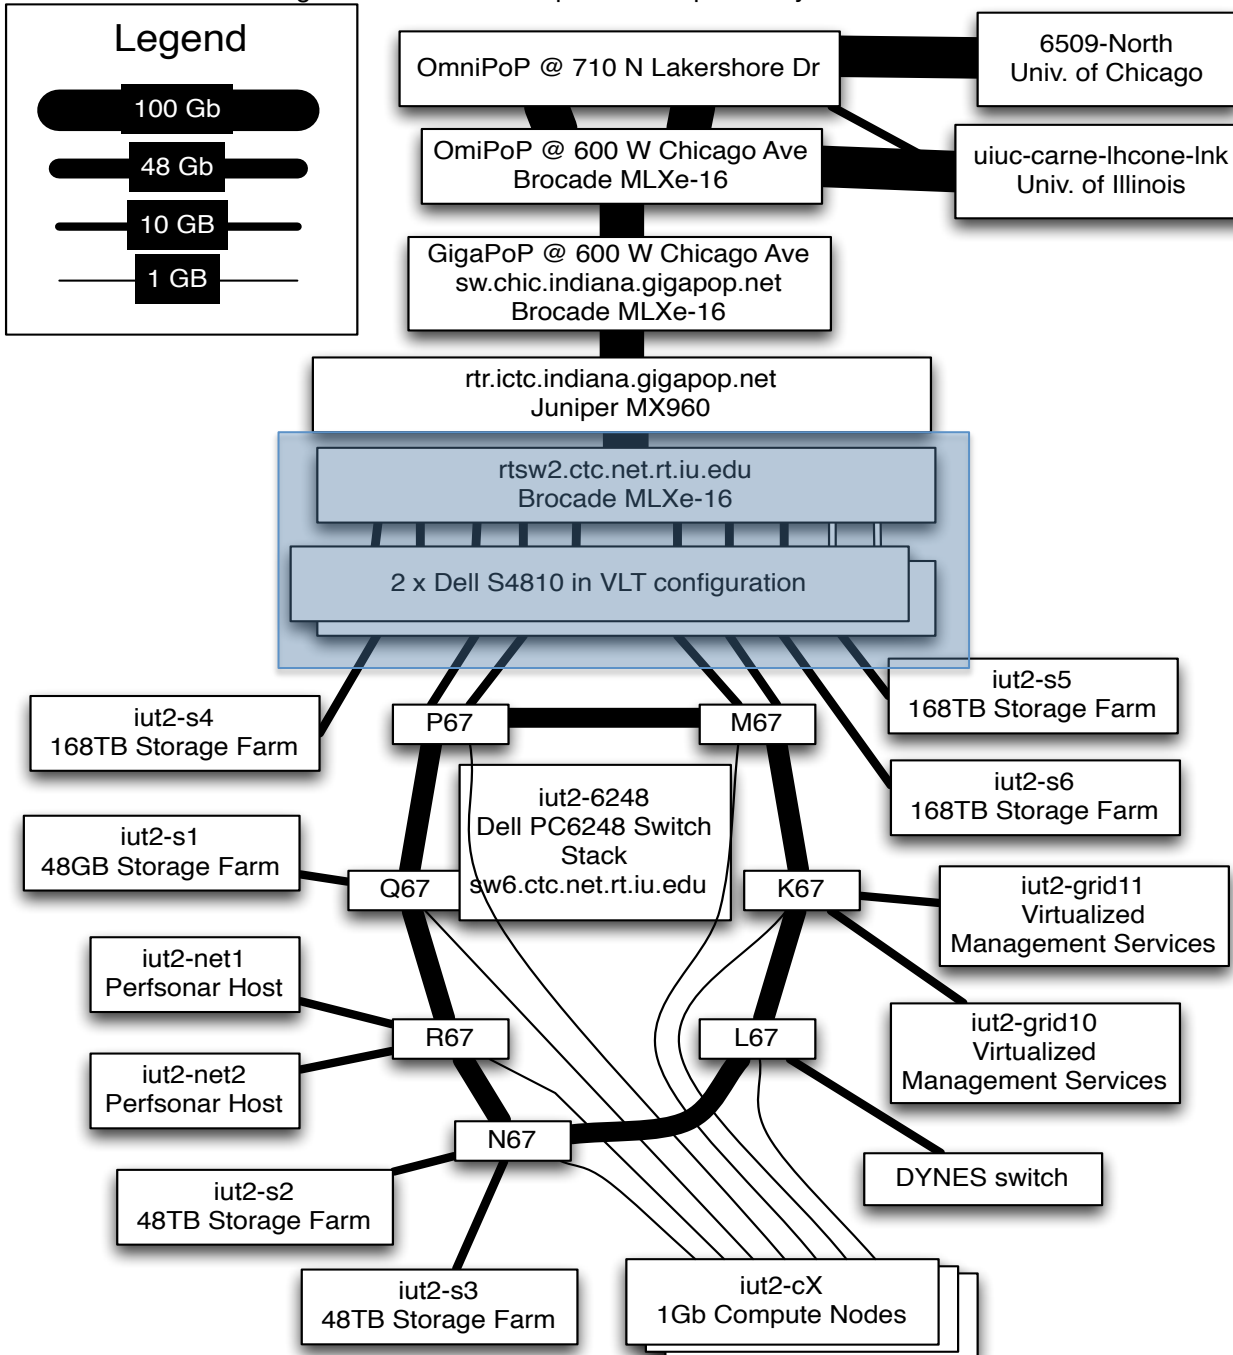 Legend
100 Gb
48 Gb
10 GB
1 GB
OmniPoP @ 710 N Lakershore Dr
6509-North
Univ. of Chicago
OmiPoP @ 600 W Chicago Ave
Brocade MLXe-16
uiuc-carne-lhcone-lnk
Univ. of Illinois
GigaPoP @ 600 W Chicago Ave
sw.chic.indiana.gigapop.net
Brocade MLXe-16
rtr.ictc.indiana.gigapop.net
Juniper MX960
rtsw2.ctc.net.rt.iu.edu
Brocade MLXe-16
2 x Dell S4810 in VLT configuration
iut2-s4
168TB Storage Farm
P67
M67
iut2-s5
168TB Storage Farm
iut2-s6
168TB Storage Farm
iut2-6248
Dell PC6248 Switch
Stack
sw6.ctc.net.rt.iu.edu
iut2-s1
48GB Storage Farm
Q67
K67
iut2-grid11
Virtualized
Management Services
iut2-net1
Perfsonar Host
R67
L67
iut2-grid10
Virtualized
Management Services
iut2-net2
Perfsonar Host
N67
DYNES switch
iut2-s2
48TB Storage Farm
iut2-s3
48TB Storage Farm
iut2-cX
1Gb Compute Nodes